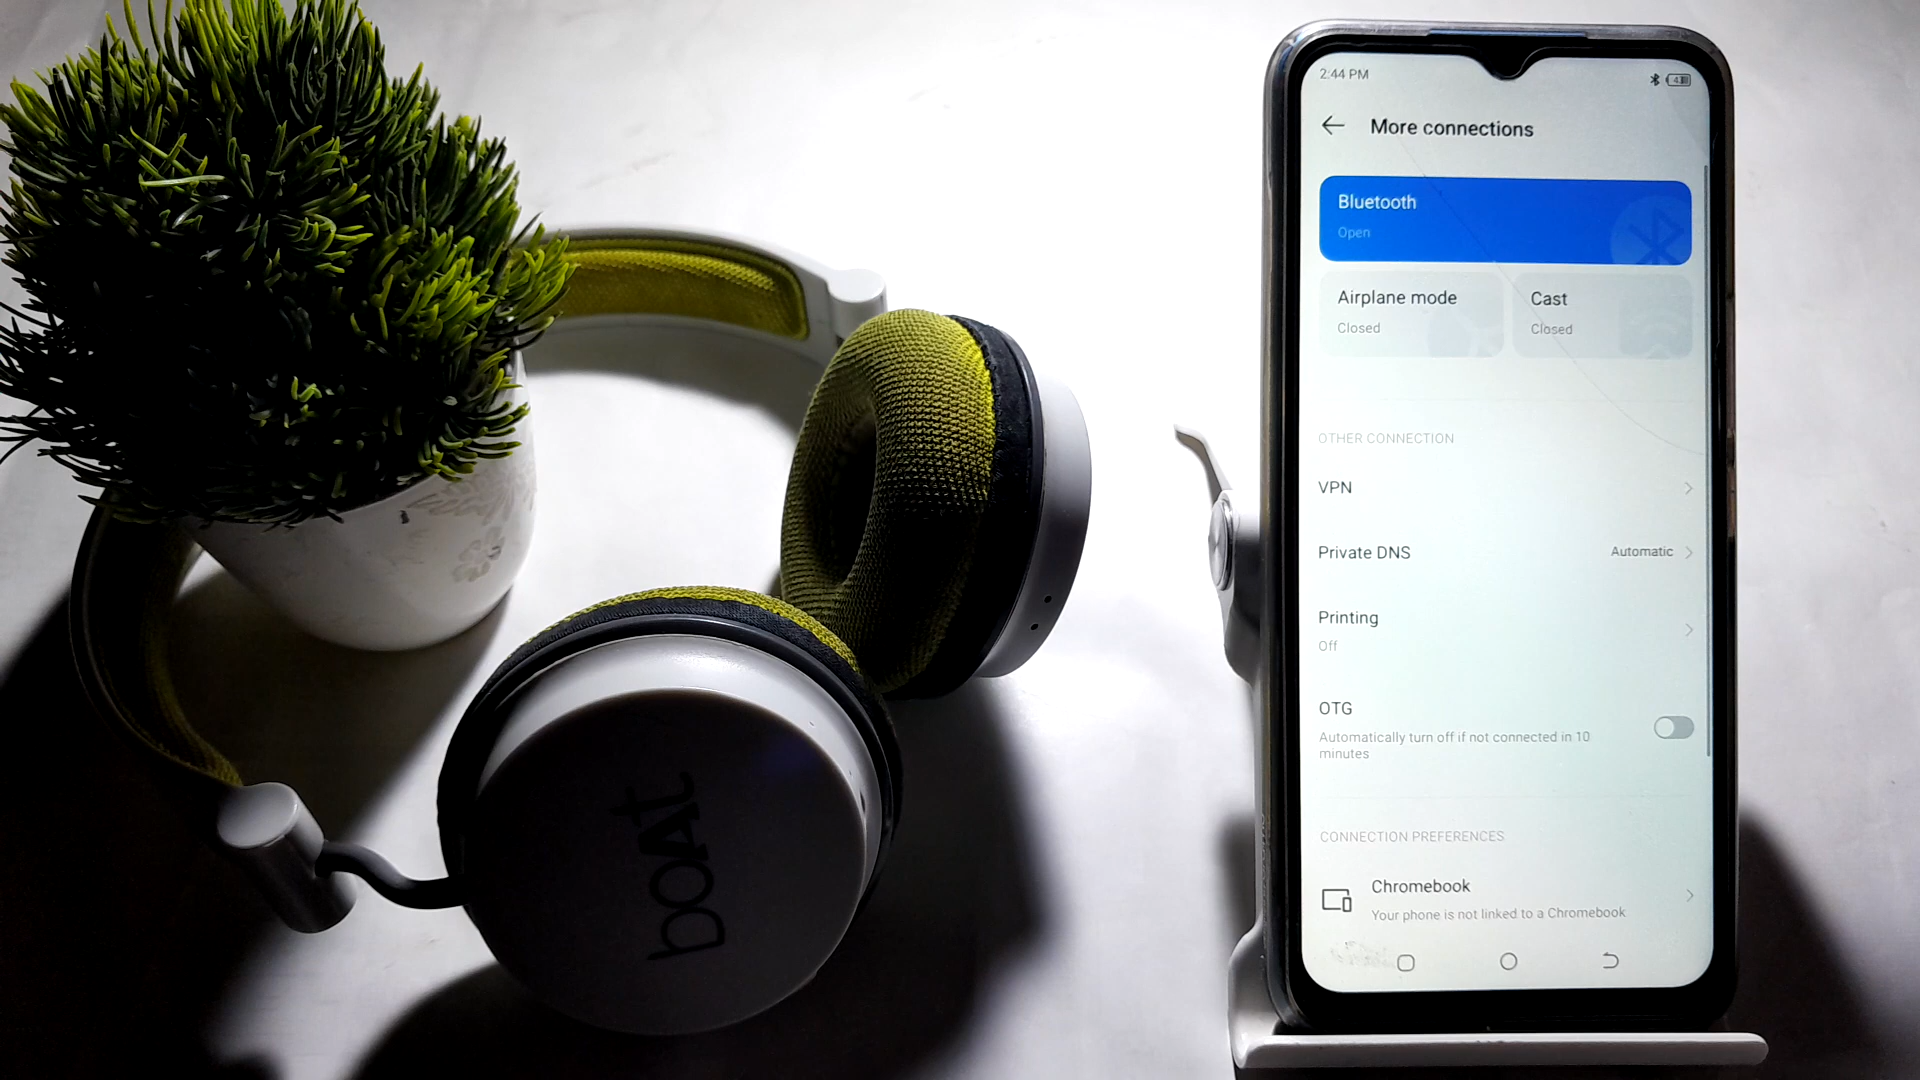 2:44 PM
More connections
Bluetooth
Open
Airplane mode
Closed
Cast
Closed
OTHER CONNECTION
VPN
Private DNS
Automatic
Printing
Off
OTG
Automatically turn off if not connected in 10
minutes
CONNECTION PREFERENCES
Chromebook
Your phone is not linked to a Chromebook
boAt